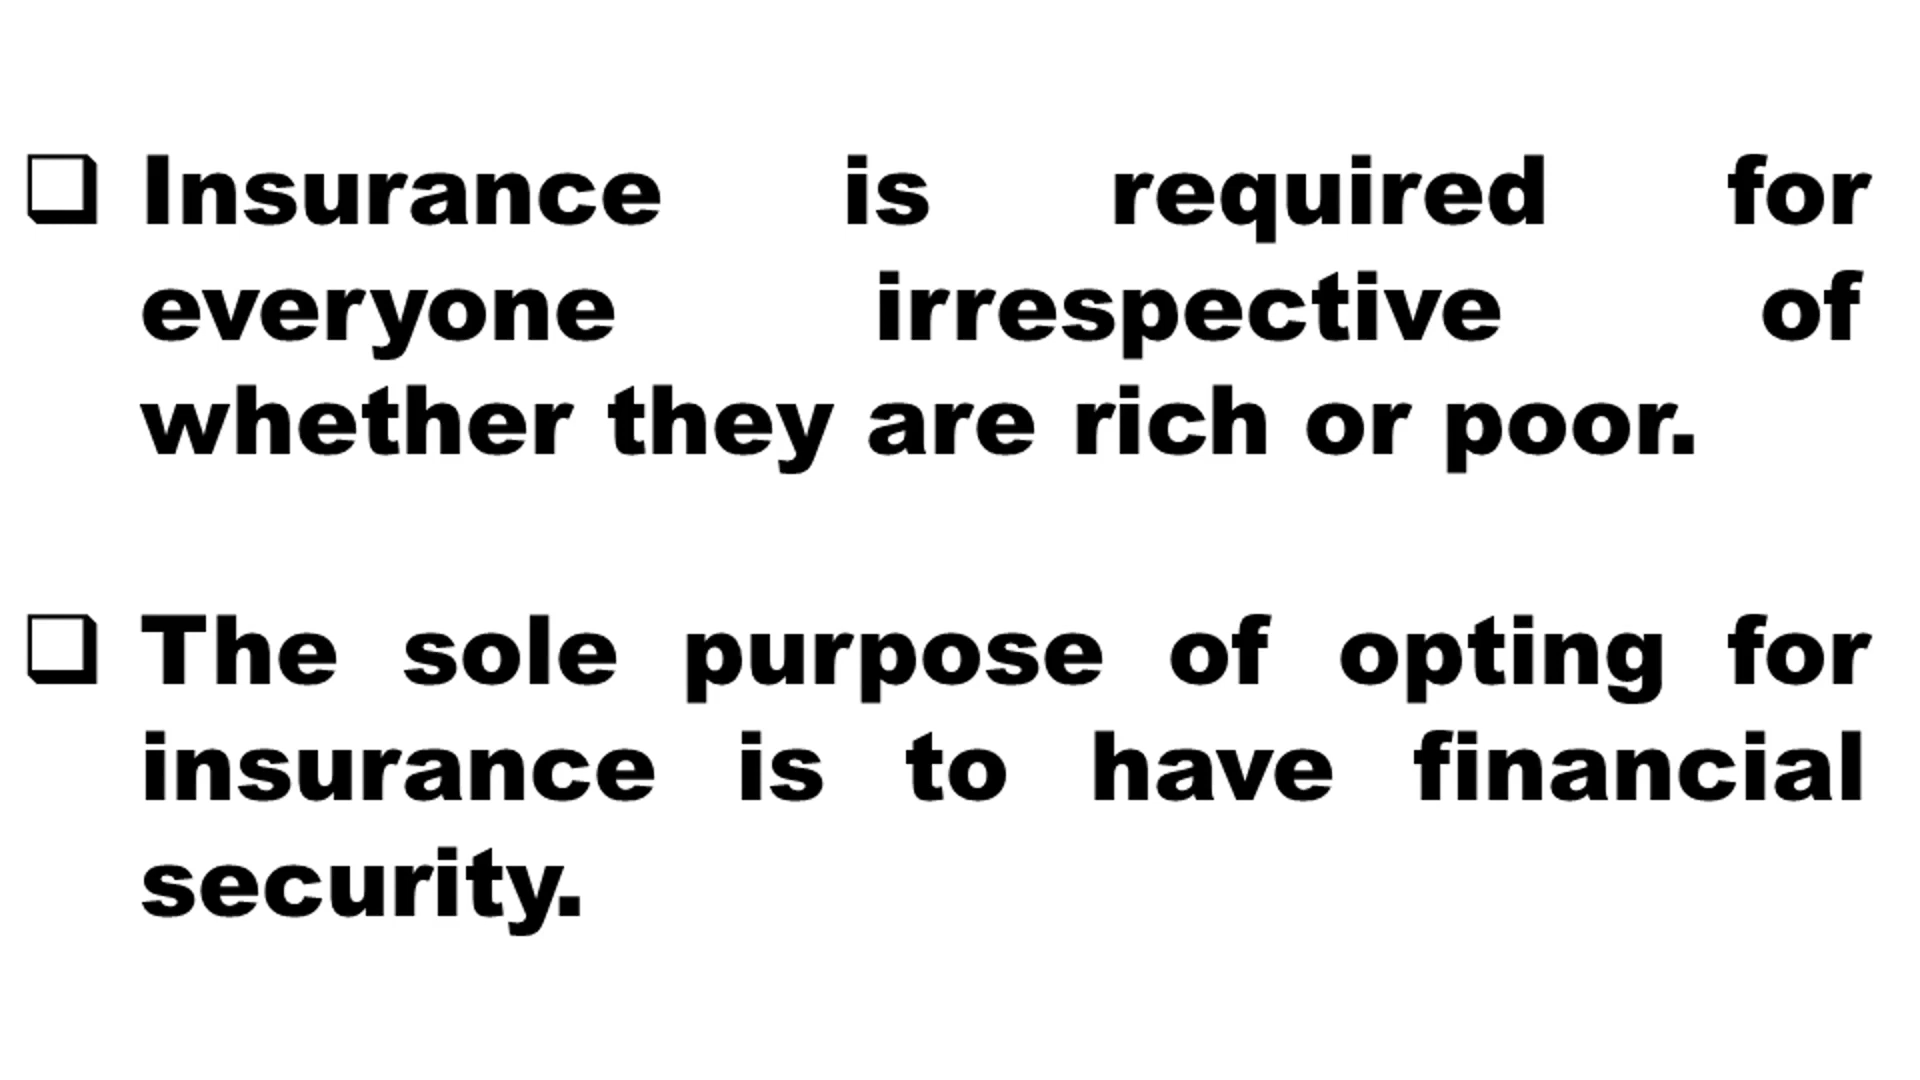 ❑ Insurance is required for
everyone irrespective of
whether they are rich or poor.
❑ The sole purpose of opting for
insurance is to have financial
security.